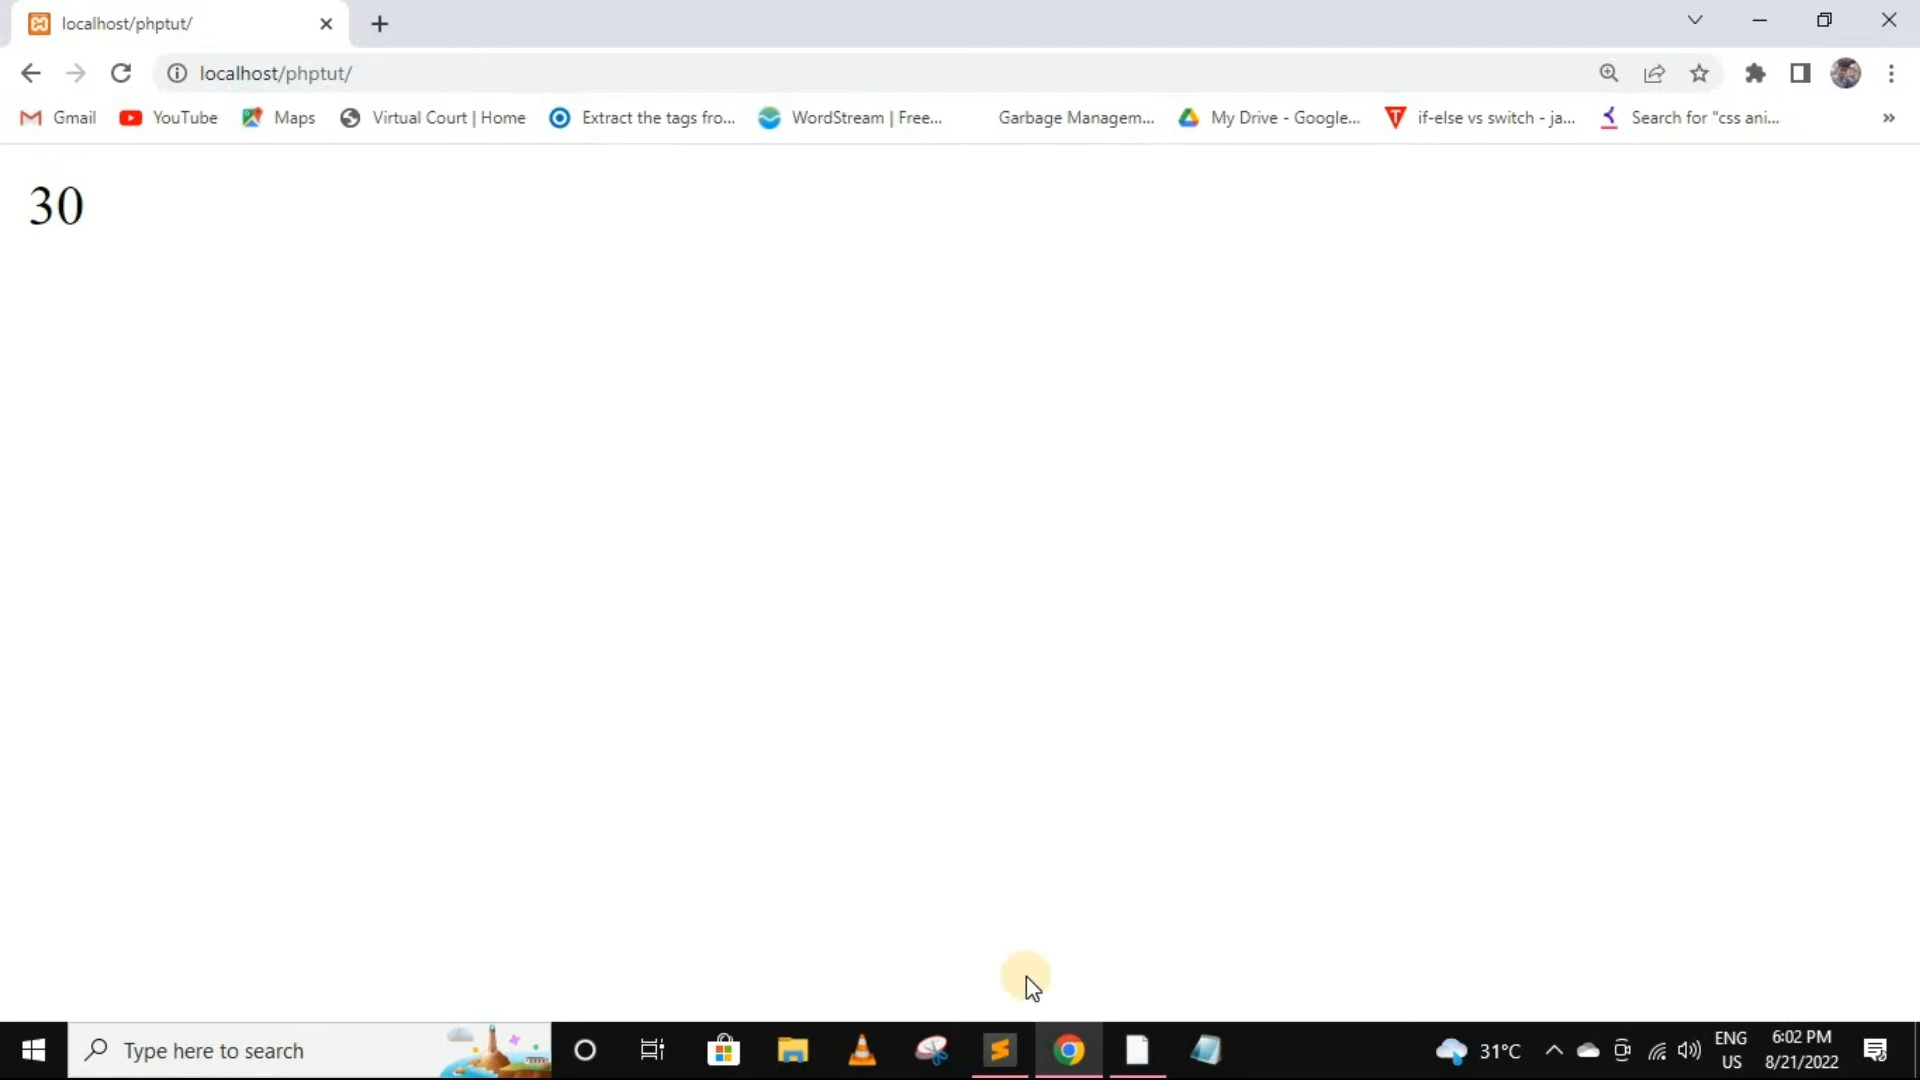 localhost/phptut/
localhost/phptut/
Gmail YouTube Maps Virtual Court | Home Extract the tags fro... WordStream | Free... Garbage Managem... My Drive - Google... if-else vs switch - ja... Search for "css ani... »
30
Type here to search 31°C ENG US 6:02 PM 8/21/2022